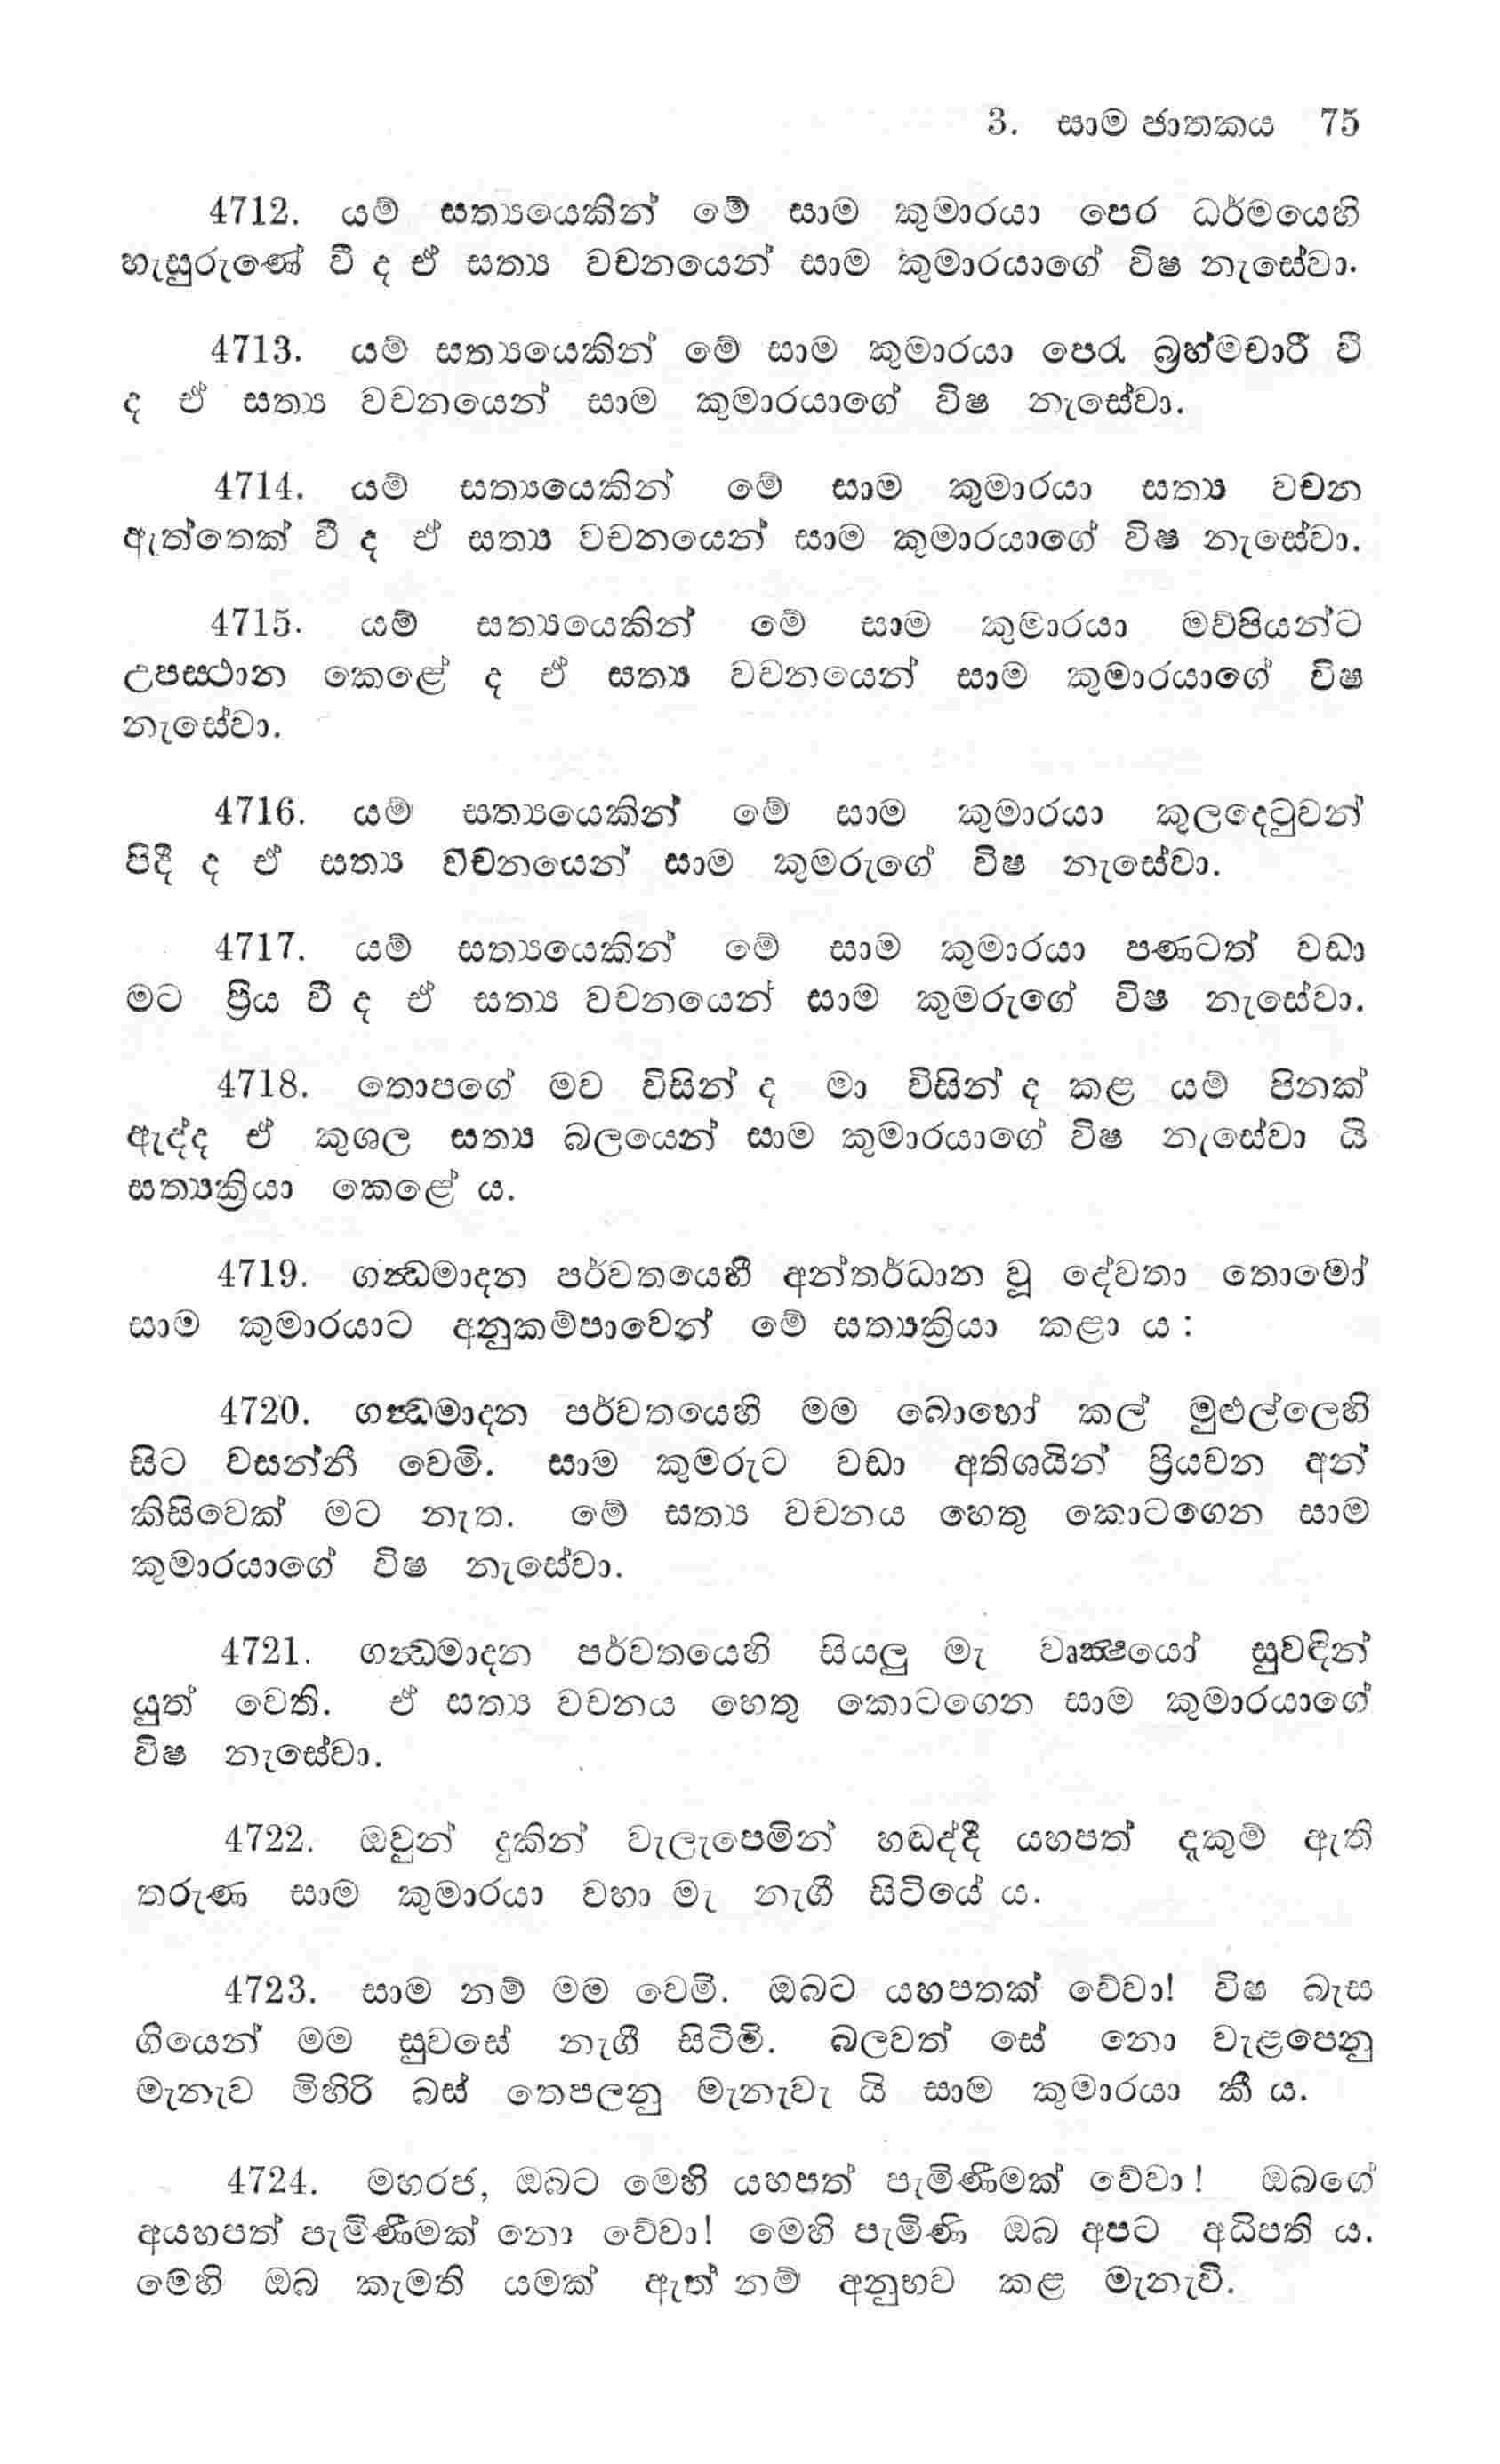 3. සාම ජාතකය 75
4712. යම් සත්‍යයෙකින් මේ සාම කුමාරයා පෙර ධර්මයෙහි
හැසුරුණේ වී ද ඒ සත්‍ය වචනයෙන් සාම කුමාරයාගේ විෂ නැසේවා.
4713. යම් සත්‍යයෙකින් මේ සාම කුමාරයා පෙරැ බ්‍රහ්මචාරී වී
ද ඒ සත්‍ය වචනයෙන් සාම කුමාරයාගේ විෂ නැසේවා.
4714. යම් සත්‍යයෙකින් මේ සාම කුමාරයා සත්‍ය වචන
ඇත්තෙක් වී ද ඒ සත්‍ය වචනයෙන් සාම කුමාරයාගේ විෂ නැසේවා.
4715. යම් සත්‍යයෙකින් මේ සාම කුමාරයා මව්පියන්ට
උපස්ථාන කෙළේ ද ඒ සත්‍ය වචනයෙන් සාම කුමාරයාගේ විෂ
නැසේවා.
4716. යම් සත්‍යයෙකින් මේ සාම කුමාරයා කුලදෙටුවන්
පිදී ද ඒ සත්‍ය වචනයෙන් සාම කුමරුගේ විෂ නැසේවා.
4717. යම් සත්‍යයෙකින් මේ සාම කුමාරයා පණටත් වඩා
මට ප්‍රිය වී ද ඒ සත්‍ය වචනයෙන් සාම කුමරුගේ විෂ නැසේවා.
4718. තොපගේ මව විසින් ද මා විසින් ද කළ යම් පිනක්
ඇද්ද ඒ කුශල සත්‍ය බලයෙන් සාම කුමාරයාගේ විෂ නැසේවා යි
සත්‍යක්‍රියා කෙළේ ය.
4719. ගන්‍ධමාදන පර්වතයෙහි අන්තර්ධාන වූ දේවතා තොමෝ
සාම කුමාරයාට අනුකම්පාවෙන් මේ සත්‍යක්‍රියා කළා ය :
4720. ගන්‍ධමාදන පර්වතයෙහි මම බොහෝ කල් මුළුල්ලෙහි
සිට වසන්නී වෙමි. සාම කුමරුට වඩා අතිශයින් ප්‍රියවන අන්
කිසිවෙක් මට නැත. මේ සත්‍ය වචනය හෙතු කොටගෙන සාම
කුමාරයාගේ විෂ නැසේවා.
4721. ගන්‍ධමාදන පර්වතයෙහි සියලු මැ වෘක්‍ෂයෝ සුවඳින්
යුත් වෙති. ඒ සත්‍ය වචනය හෙතු කොටගෙන සාම කුමාරයාගේ
විෂ නැසේවා.
4722. ඔවුන් දුකින් වැලැපෙමින් හඬද්දී යහපත් දැකුම් ඇති
තරුණ සාම කුමාරයා වහා මැ නැගී සිටියේ ය.
4723. සාම නම් මම වෙමි. ඔබට යහපතක් වේවා! විෂ බැස
ගියෙන් මම සුවසේ නැගී සිටිමි. බලවත් සේ නො වැළපෙනු
මැනැව මිහිරි බස් තෙපලනු මැනැවැ යි සාම කුමාරයා කී ය.
4724. මහරජ, ඔබට මෙහි යහපත් පැමිණීමක් වේවා! ඔබගේ
අයහපත් පැමිණීමක් නො වේවා! මෙහි පැමිණි ඔබ අපට අධිපති ය.
මෙහි ඔබ කැමති යමක් ඇත් නම් අනුභව කළ මැනැවි.